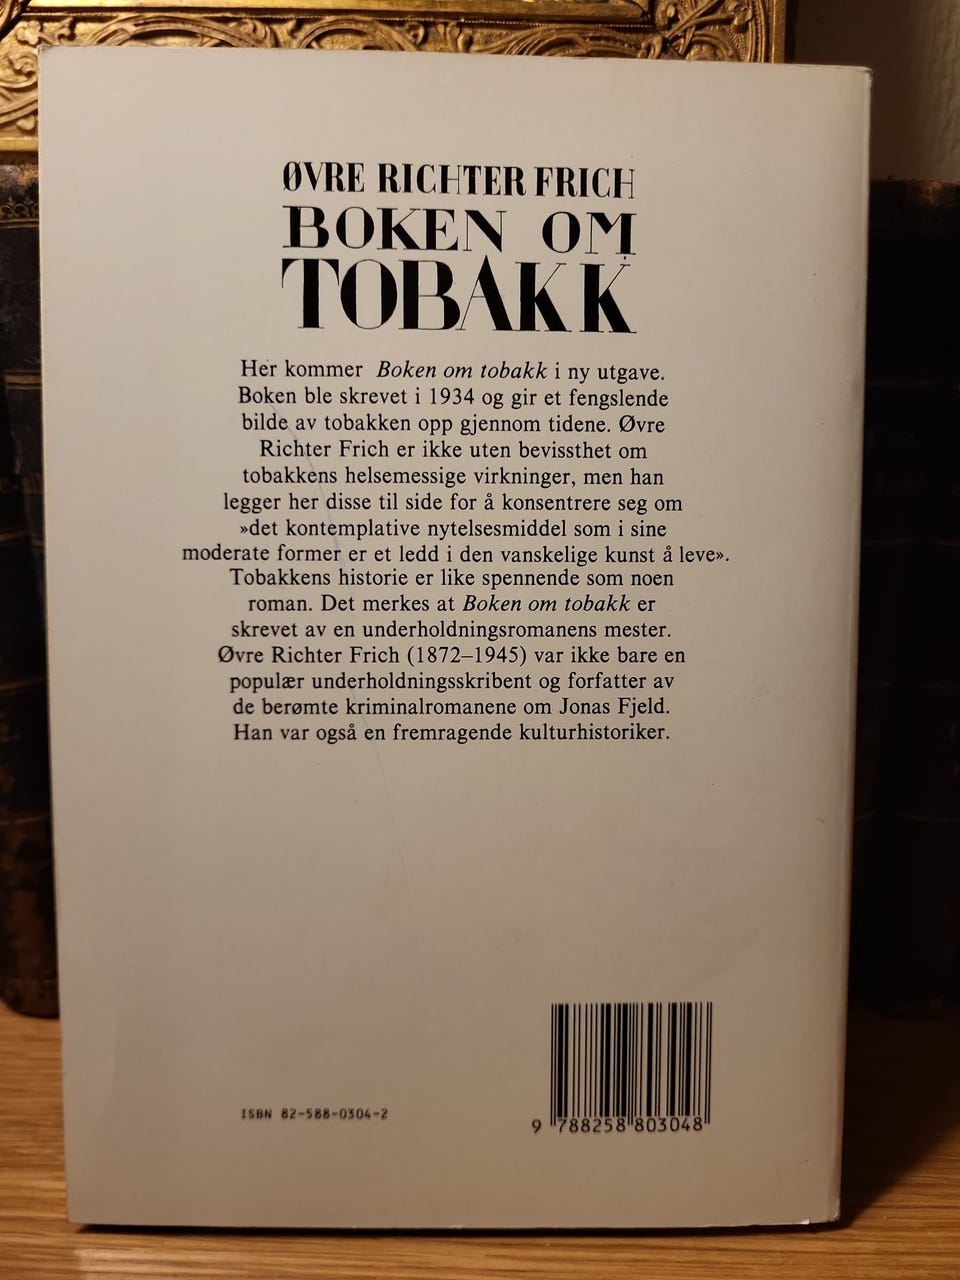 ØVRE RICHTER FRICH
BOKEN OM
TOBAKK
Her kommer Boken om tobakk i ny utgave.
Boken ble skrevet i 1934 og gir et fengslende
bilde av tobakken opp gjennom tidene. Øvre
Richter Frich er ikke uten bevissthet om
tobakkens helsemessige virkninger, men han
legger her disse til side for å konsentrere seg om
»det kontemplative nytelsesmiddel som i sine
moderate former er et ledd i den vanskelige kunst å leve».
Tobakkens historie er like spennende som noen
roman. Det merkes at Boken om tobakk er
skrevet av en underholdningsromanens mester.
Øvre Richter Frich (1872–1945) var ikke bare en
populær underholdningsskribent og forfatter av
de berømte kriminalromanene om Jonas Fjeld.
Han var også en fremragende kulturhistoriker.
ISBN 82-588-0304-2
9 788258 803048